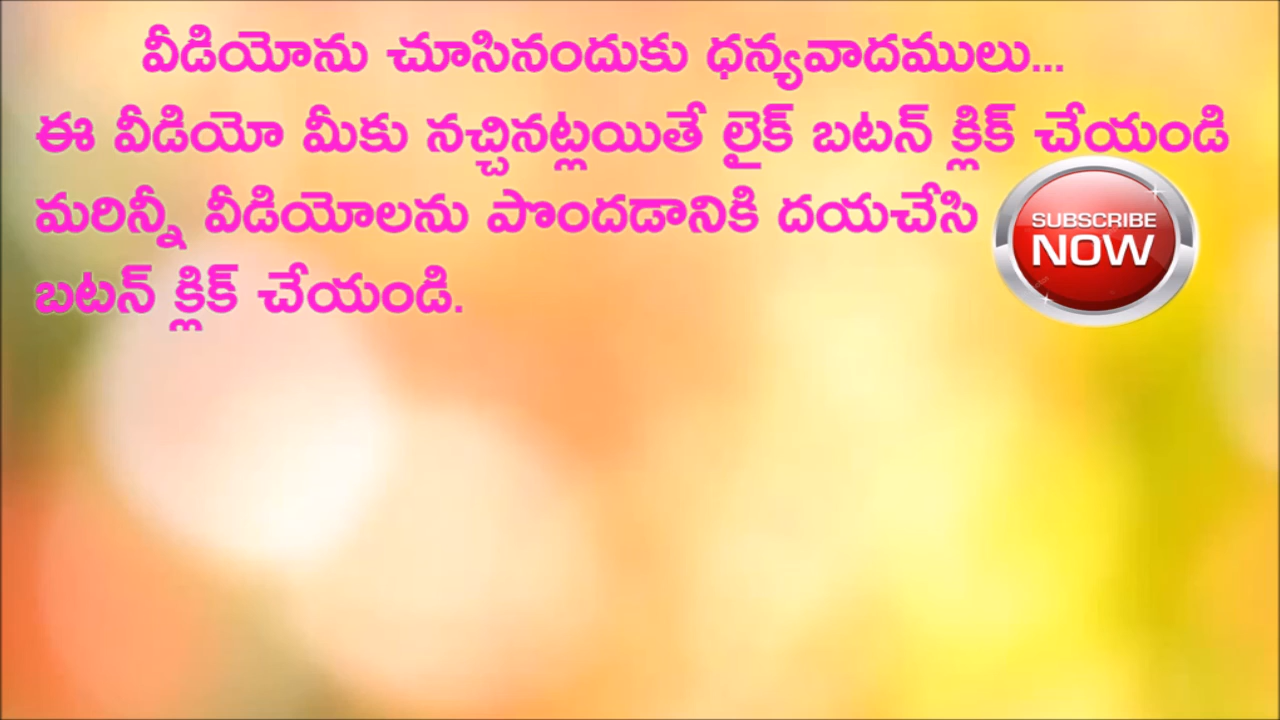 వీడియోను చూసినందుకు ధన్యవాదములు...
ఈ వీడియో మీకు నచ్చినట్లయితే లైక్ బటన్ క్లిక్ చేయండి
మరిన్నీ వీడియోలను పొందడానికి దయచేసి SUBSCRIBE NOW
బటన్ క్లిక్ చేయండి.